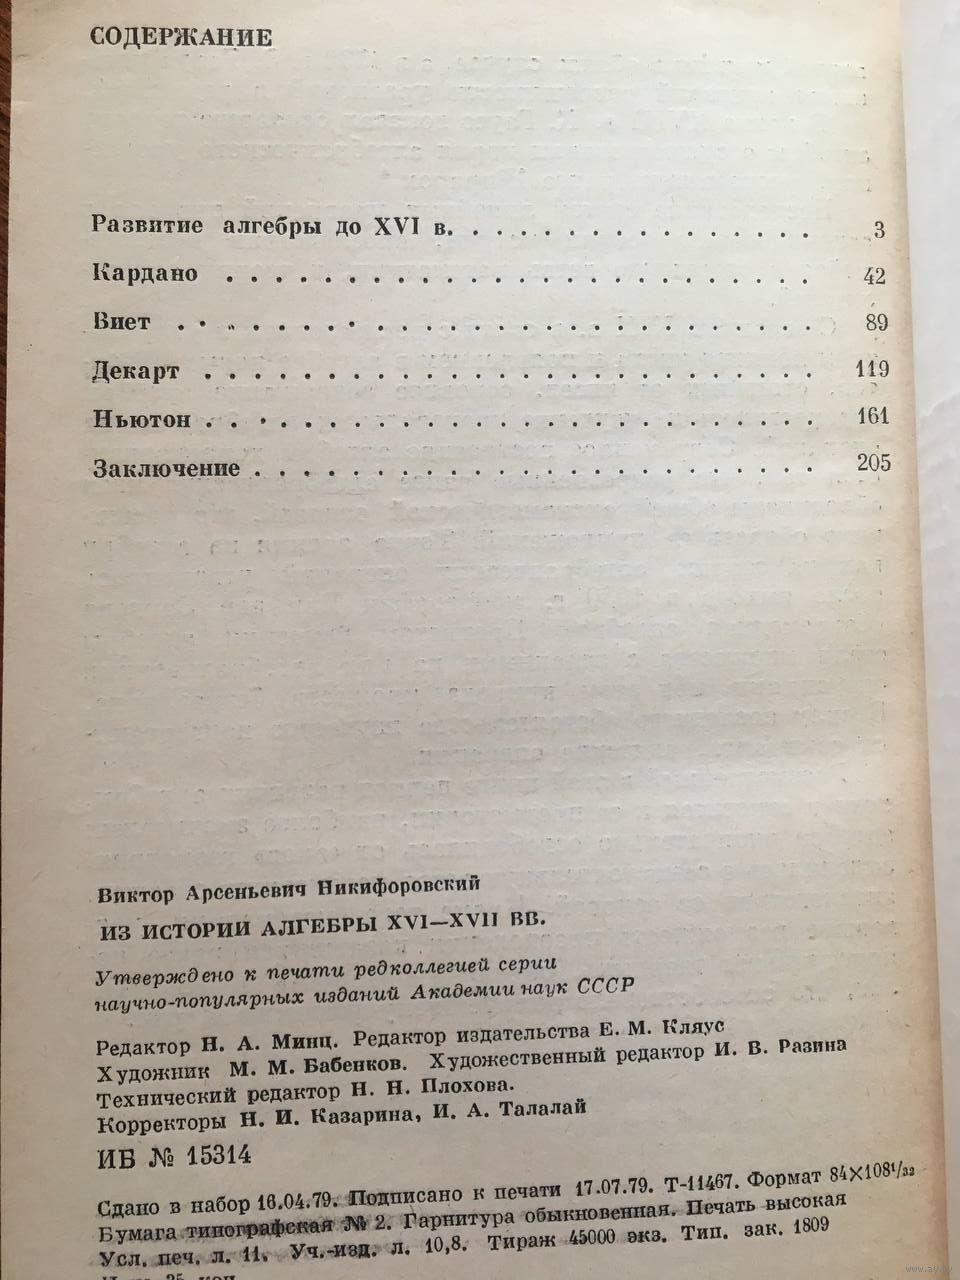 СОДЕРЖАНИЕ
Развитие алгебры до XVI в. . . . . . . . . . . . . . . 3
Кардано . . . . . . . . . . . . . . . . . . . . . . . . 42
Виет . . . . . . . . . . . . . . . . . . . . . . . . . . 89
Декарт . . . . . . . . . . . . . . . . . . . . . . . . . 119
Ньютон . . . . . . . . . . . . . . . . . . . . . . . . . 161
Заключение . . . . . . . . . . . . . . . . . . . . . . . 205
Виктор Арсеньевич Никифоровский
ИЗ ИСТОРИИ АЛГЕБРЫ XVI—XVII ВВ.
Утверждено к печати редколлегией серии
научно-популярных изданий Академии наук СССР
Редактор Н. А. Минц. Редактор издательства Е. М. Кляус
Художник М. М. Бабенков. Художественный редактор И. В. Разина
Технический редактор Н. Н. Плохова.
Корректоры Н. И. Казарина, И. А. Талалай
ИБ № 15314
Сдано в набор 16.04.79. Подписано к печати 17.07.79. Т-11467. Формат 84×108¹/₃₂
Бумага типографская № 2. Гарнитура обыкновенная. Печать высокая
Усл. печ. л. 11. Уч.-изд. л. 10,8. Тираж 45000 экз. Тип. зак. 1809